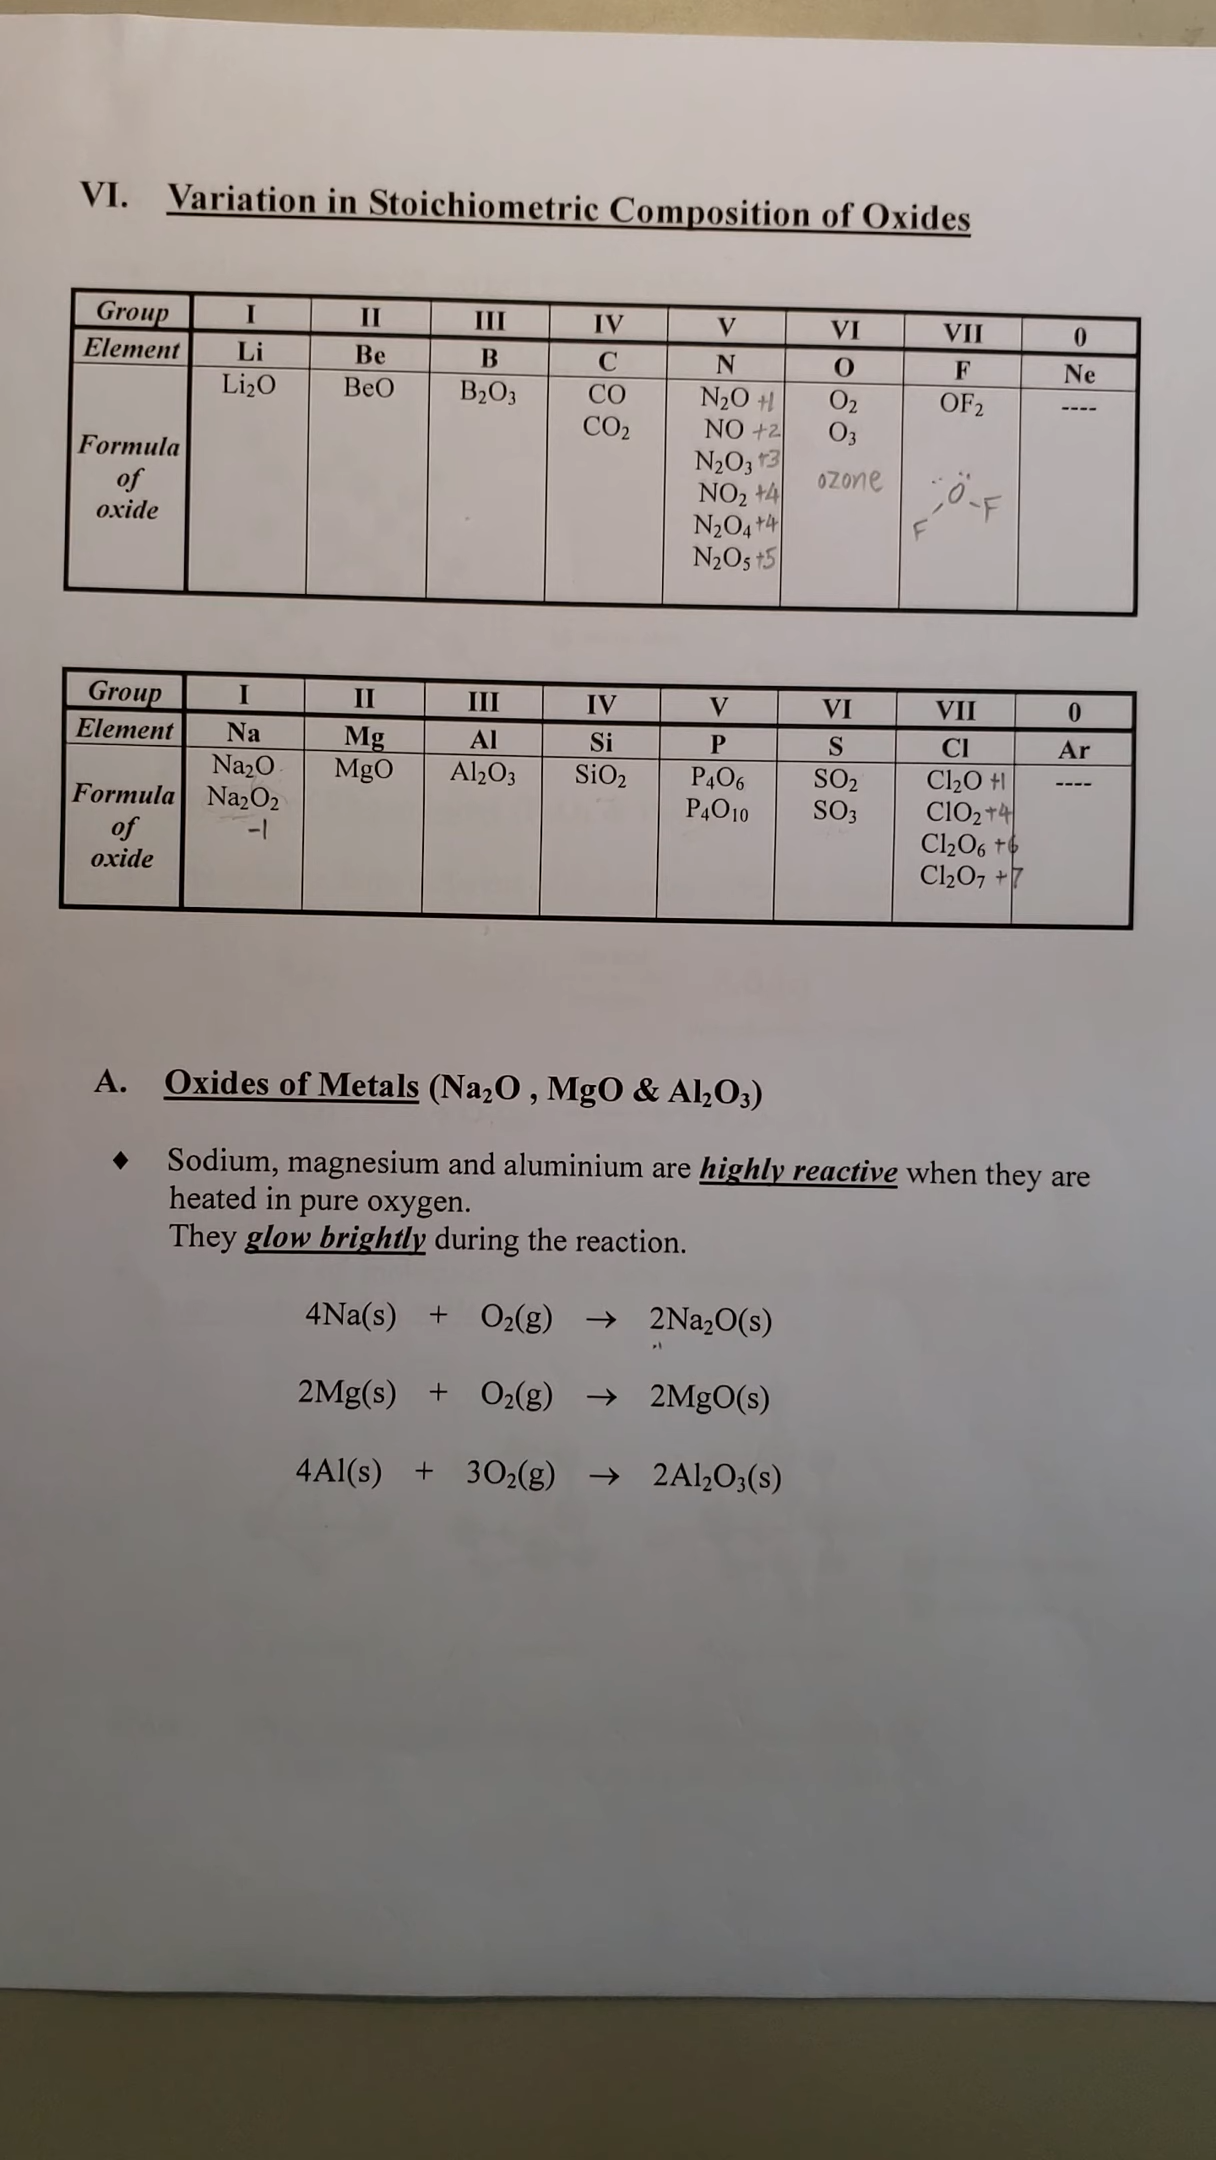 VI. Variation in Stoichiometric Composition of Oxides
Group I II III IV V VI VII 0
Element Li Be B C N O F Ne
Formula of oxide
Li₂O BeO B₂O₃ CO N₂O +1 O₂ OF₂ ----
CO₂ NO +2 O₃
N₂O₃ +3
ozone
NO₂ +4
O F
F
N₂O₄ +4
N₂O₅ +5
Group I II III IV V VI VII 0
Element Na Mg Al Si P S Cl Ar
Formula of oxide
Na₂O MgO Al₂O₃ SiO₂ P₄O₆ SO₂ Cl₂O +1 ----
Na₂O₂ P₄O₁₀ SO₃ ClO₂ +4
-1
Cl₂O₆ +6
Cl₂O₇ +7
A. Oxides of Metals (Na₂O , MgO & Al₂O₃)
♦ Sodium, magnesium and aluminium are highly reactive when they are
heated in pure oxygen.
They glow brightly during the reaction.
4Na(s) + O₂(g) → 2Na₂O(s)
2Mg(s) + O₂(g) → 2MgO(s)
4Al(s) + 3O₂(g) → 2Al₂O₃(s)